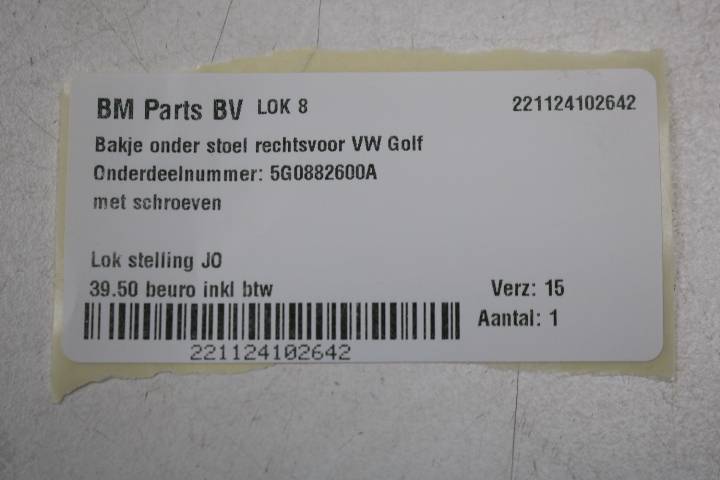 BM Parts BV LOK 8 221124102642
Bakje onder stoel rechtsvoor VW Golf
Onderdeelnummer: 5G0882600A
met schroeven
Lok stelling JO
39.50 beuro inkl btw Verz: 15
Aantal: 1
221124102642